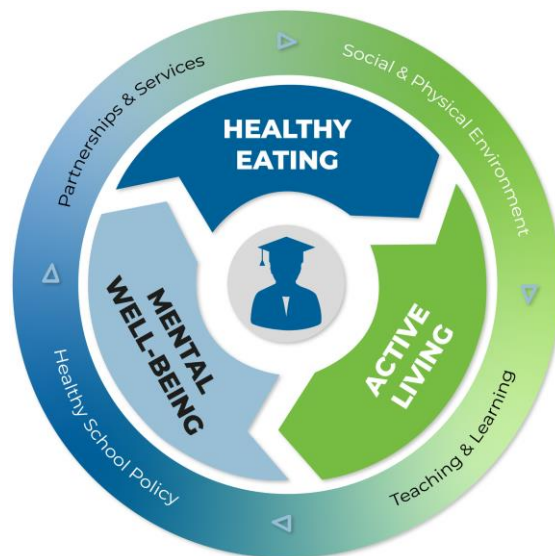 Partnerships & Services
Social & Physical Environment
HEALTHY
EATING
MENTAL
WELL-BEING
ACTIVE
LIVING
Healthy School Policy
Teaching & Learning